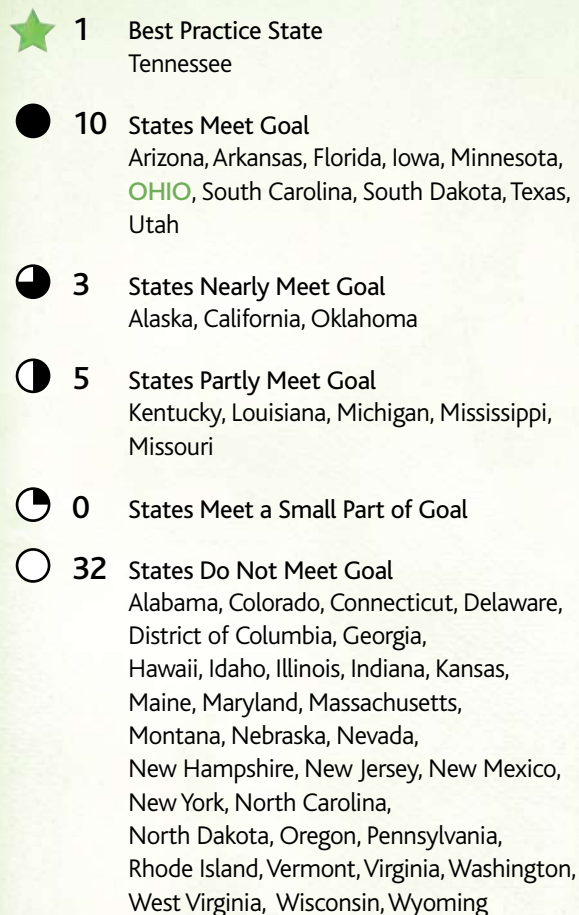 1 Best Practice State
Tennessee
10 States Meet Goal
Arizona, Arkansas, Florida, Iowa, Minnesota,
OHIO, South Carolina, South Dakota, Texas,
Utah
3 States Nearly Meet Goal
Alaska, California, Oklahoma
5 States Partly Meet Goal
Kentucky, Louisiana, Michigan, Mississippi,
Missouri
0 States Meet a Small Part of Goal
32 States Do Not Meet Goal
Alabama, Colorado, Connecticut, Delaware,
District of Columbia, Georgia,
Hawaii, Idaho, Illinois, Indiana, Kansas,
Maine, Maryland, Massachusetts,
Montana, Nebraska, Nevada,
New Hampshire, New Jersey, New Mexico,
New York, North Carolina,
North Dakota, Oregon, Pennsylvania,
Rhode Island, Vermont, Virginia, Washington,
West Virginia, Wisconsin, Wyoming